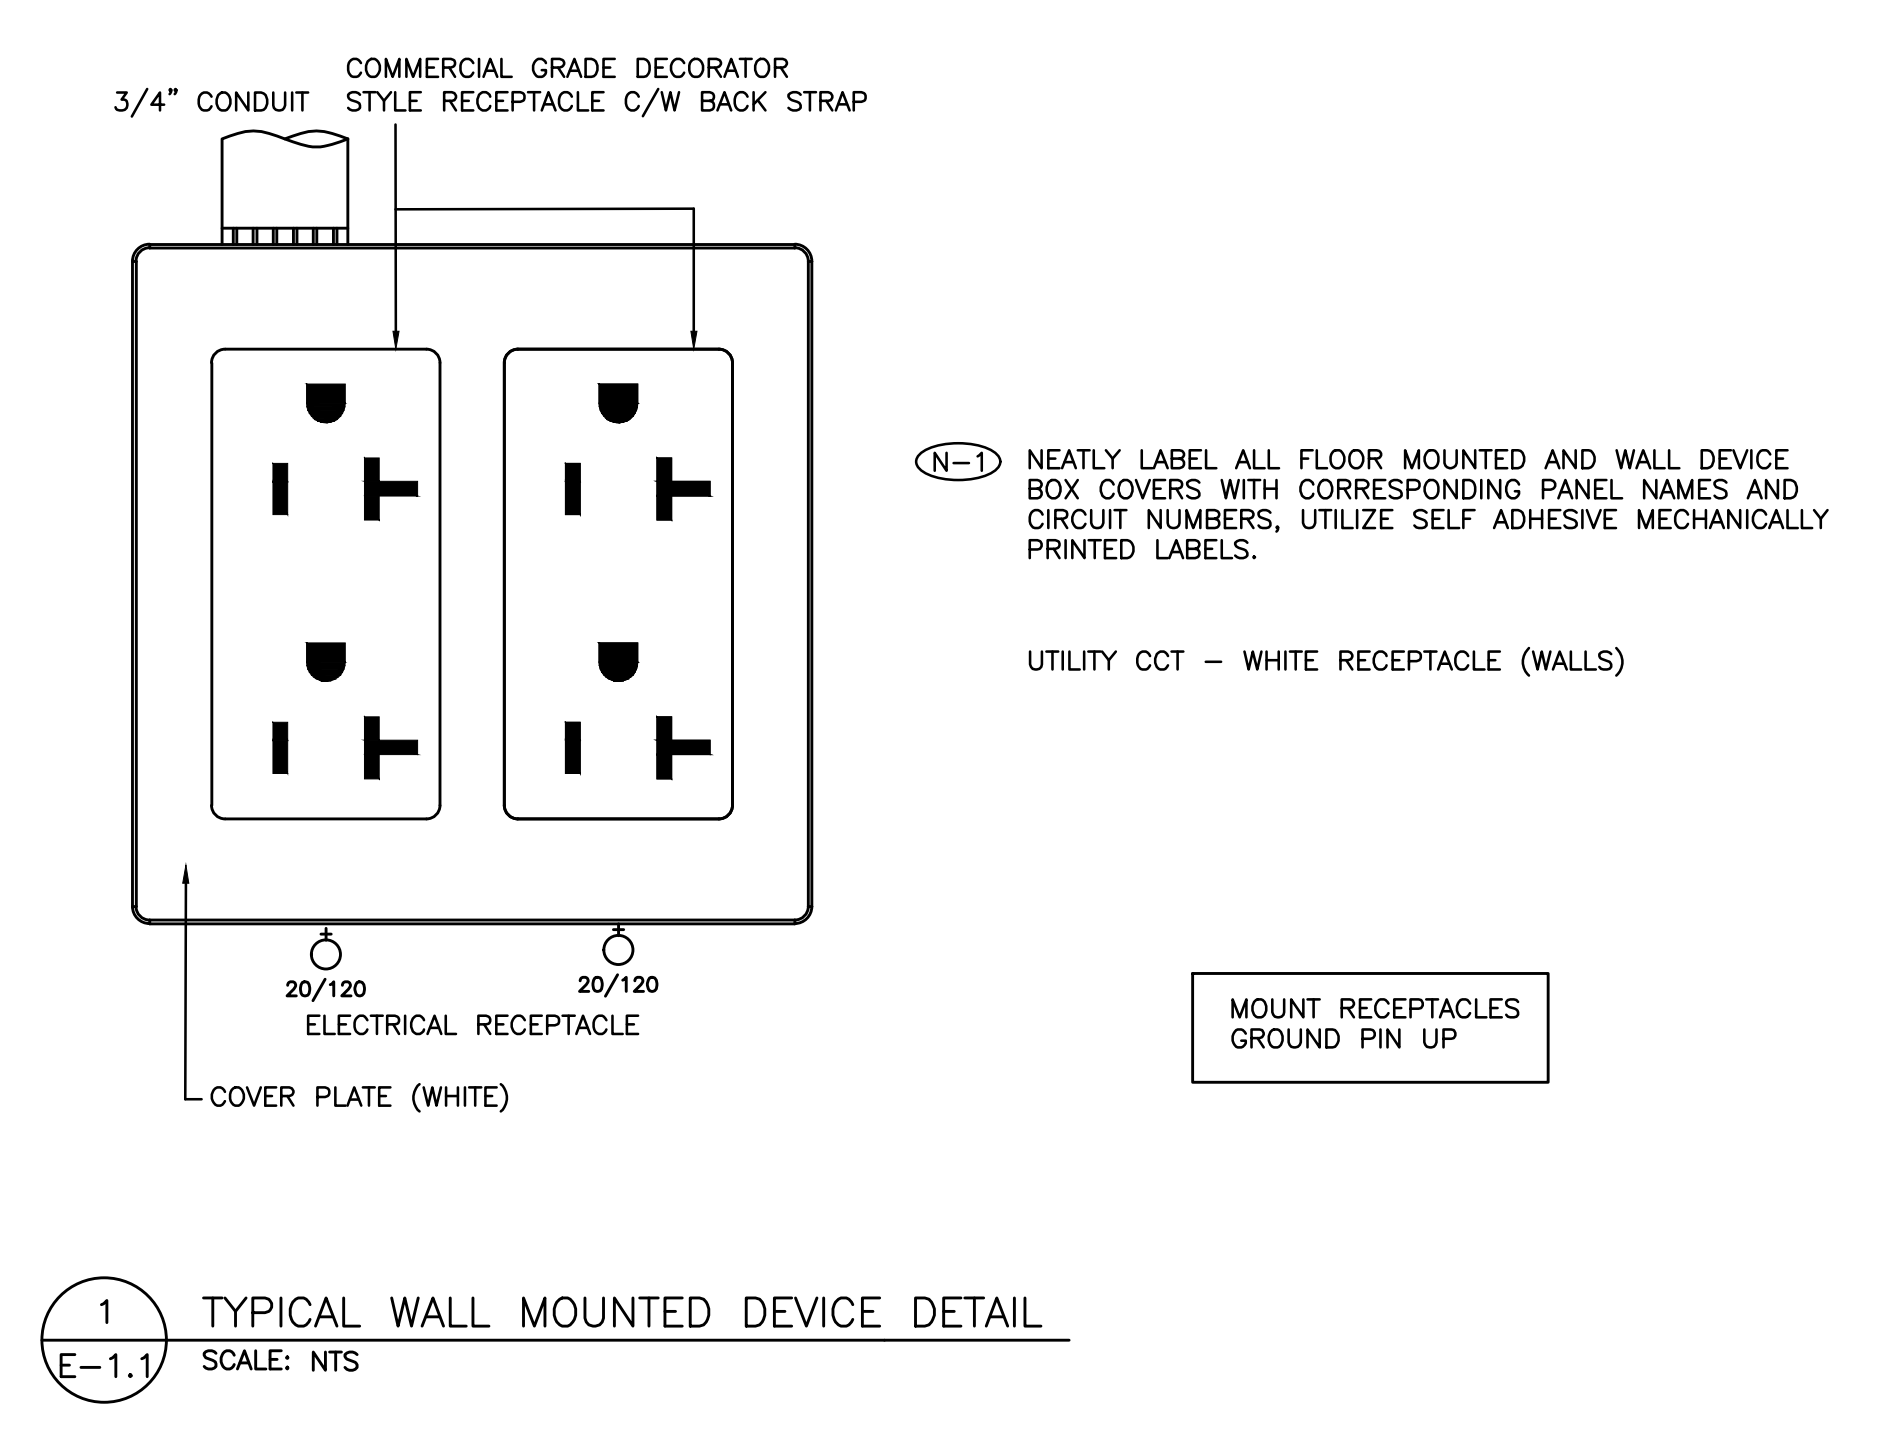 COMMERCIAL GRADE DECORATOR
3/4" CONDUIT STYLE RECEPTACLE C/W BACK STRAP
N-1 NEATLY LABEL ALL FLOOR MOUNTED AND WALL DEVICE
BOX COVERS WITH CORRESPONDING PANEL NAMES AND
CIRCUIT NUMBERS, UTILIZE SELF ADHESIVE MECHANICALLY
PRINTED LABELS.
UTILITY CCT - WHITE RECEPTACLE (WALLS)
20/120 20/120
ELECTRICAL RECEPTACLE
COVER PLATE (WHITE)
MOUNT RECEPTACLES
GROUND PIN UP
1
E-1.1
TYPICAL WALL MOUNTED DEVICE DETAIL
SCALE: NTS